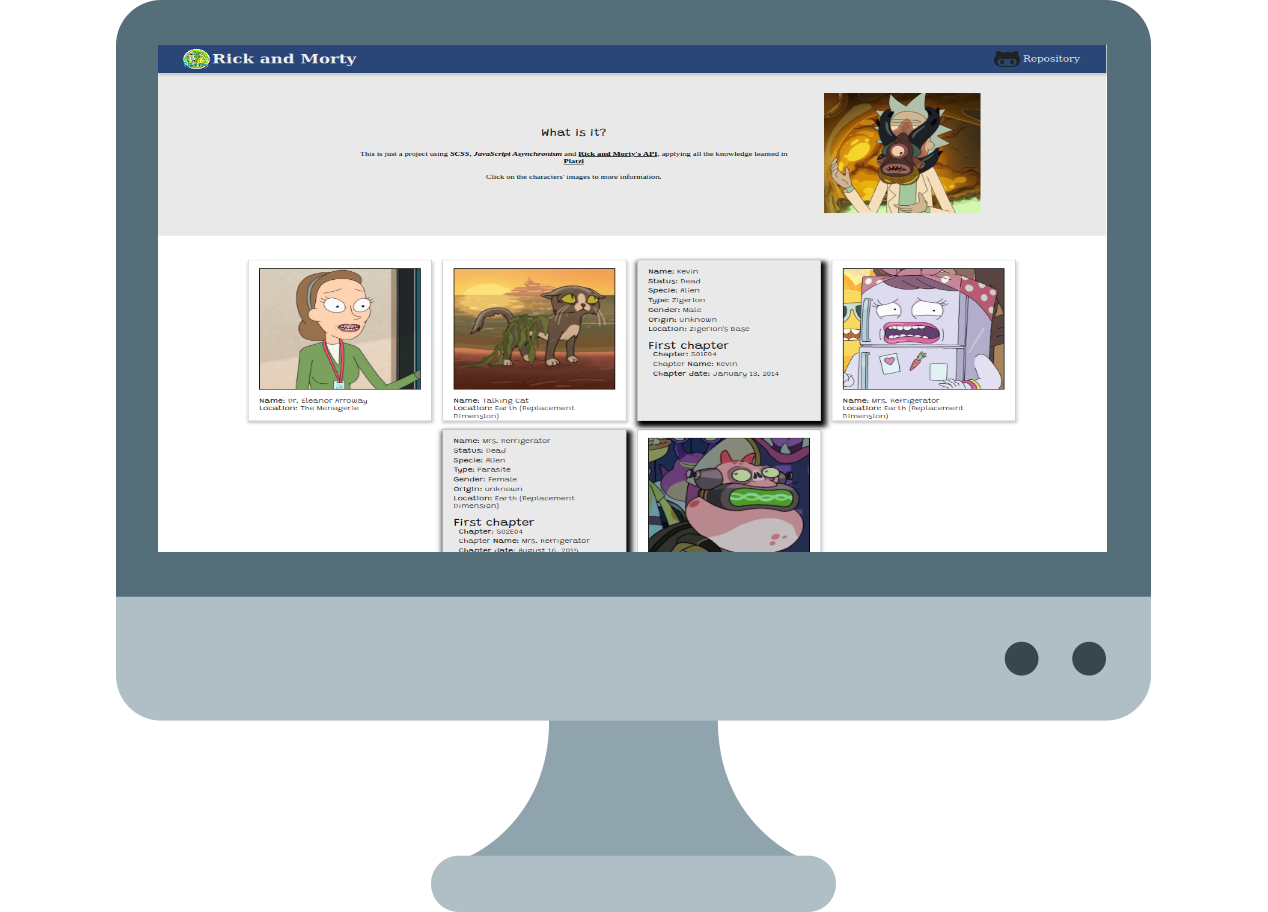 Rick and Morty
Repository
What is it?
This is just a project using SCSS, JavaScript Asynchronism and Rick and Morty's API, applying all the knowledge learned in
Platzi
Click on the characters' images to more information.
Name: Dr. Eleanor Arroway
Location: The Menagerie
Name: Talking Cat
Location: Earth (Replacement
Dimension)
Name: Kevin
Status: Dead
Specie: Alien
Type: Zigerion
Gender: Male
Origin: unknown
Location: Zigerion's Base
First chapter
Chapter: S01E04
Chapter Name: Kevin
Chapter date: January 13, 2014
Name: Mrs. Refrigerator
Location: Earth (Replacement
Dimension)
Name: Mrs. Refrigerator
Status: Dead
Specie: Alien
Type: Parasite
Gender: Female
Origin: unknown
Location: Earth (Replacement
Dimension)
First chapter
Chapter: S02E04
Chapter Name: Mrs. Refrigerator
Chapter date: August 16, 2015